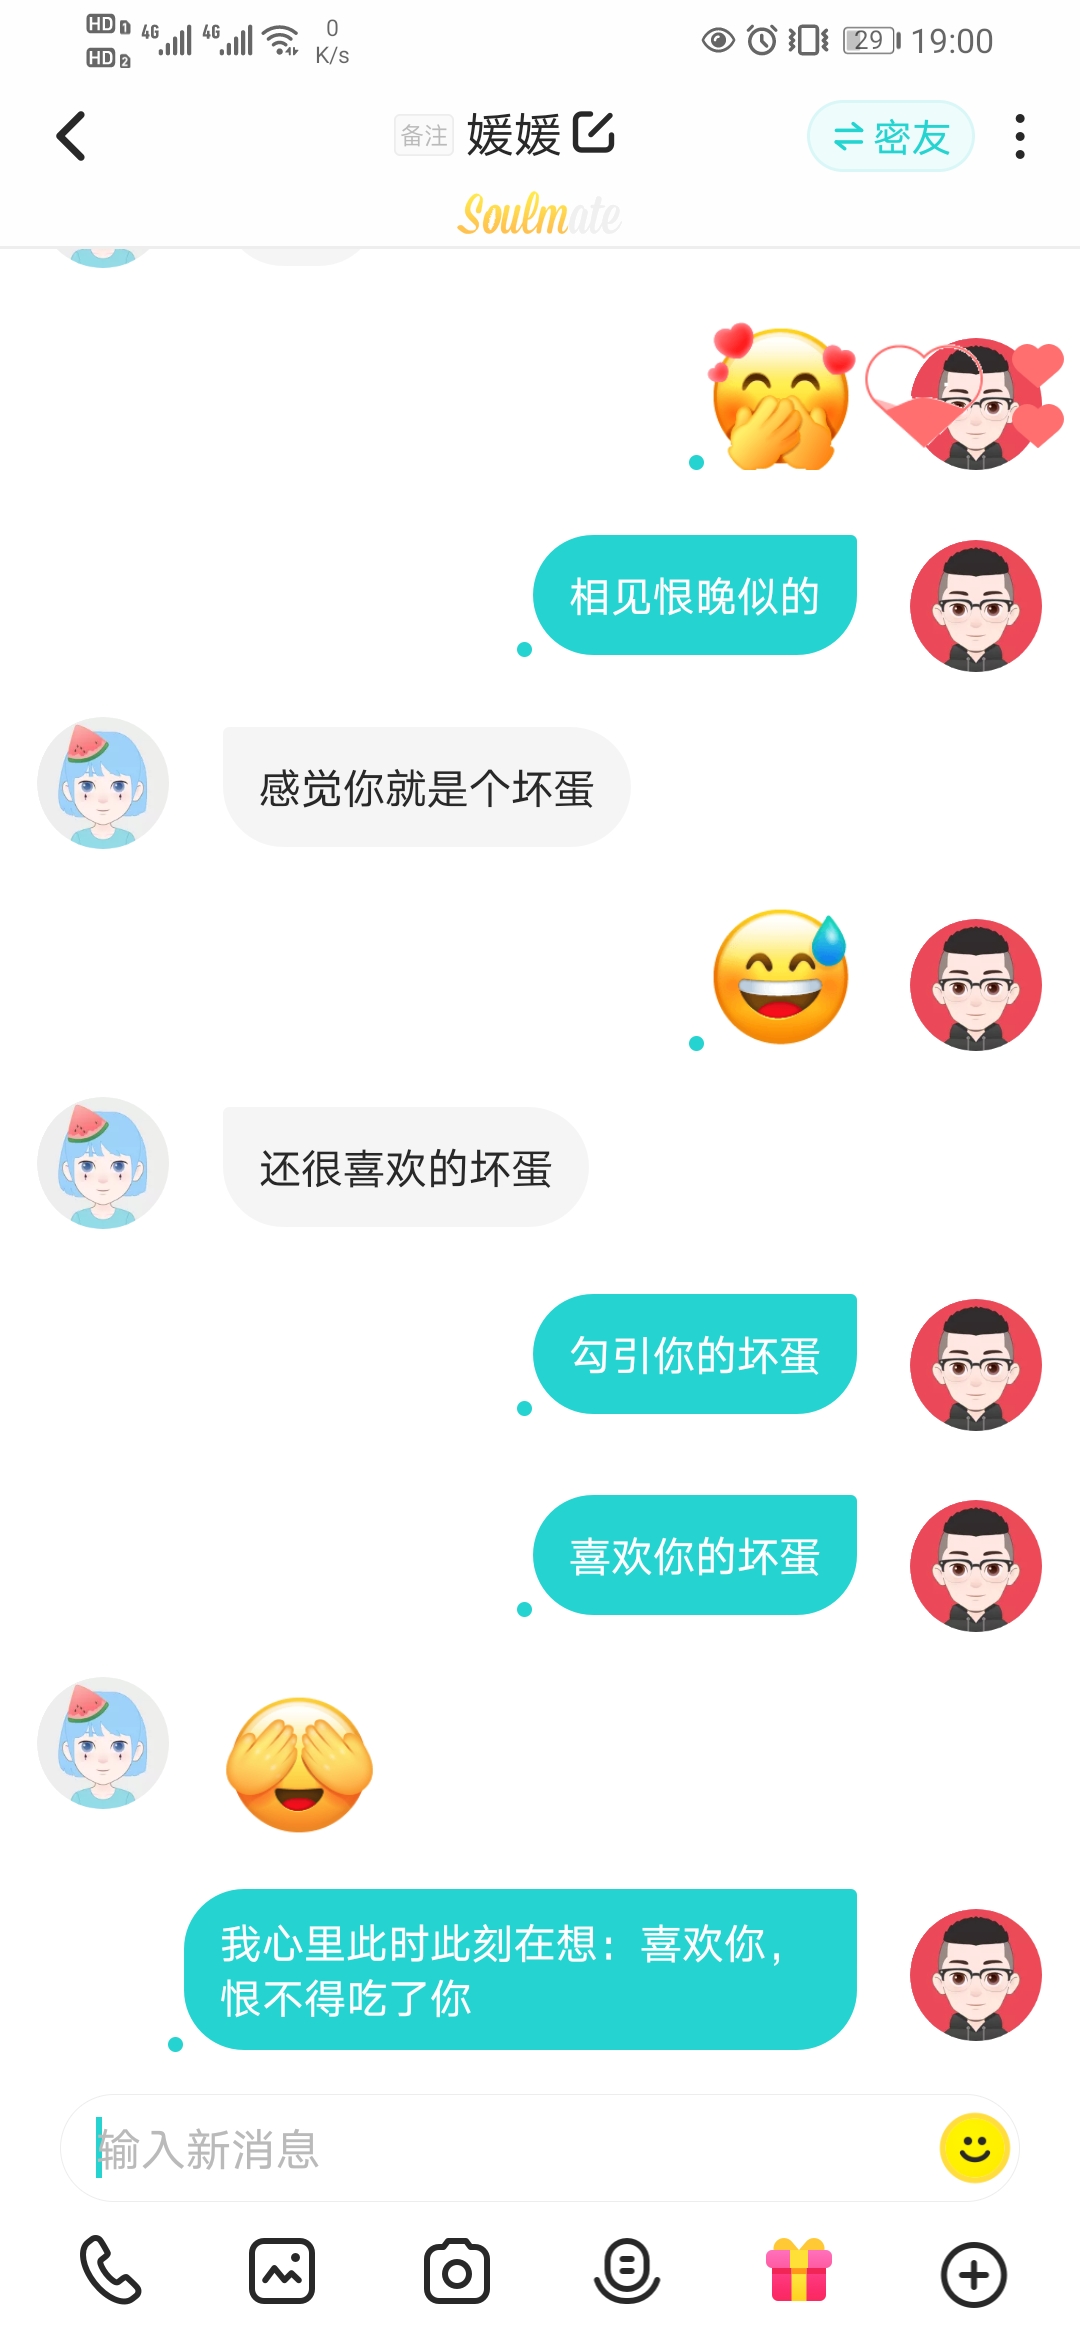 HD 1 4G 4G 0
HD 2 K/s
29 19:00
备注 媛媛 密友
Soulmate
相见恨晚似的
感觉你就是个坏蛋
还很喜欢的坏蛋
勾引你的坏蛋
喜欢你的坏蛋
我心里此时此刻在想：喜欢你，
恨不得吃了你
输入新消息